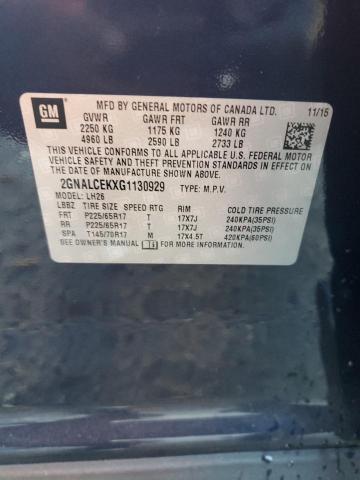 GM
MFD BY GENERAL MOTORS OF CANADA LTD.
11/15
GVWR GAWR FRT GAWR RR
2250 KG 1175 KG 1240 KG
4960 LB 2590 LB 2733 LB
THIS VEHICLE CONFORMS TO ALL APPLICABLE U.S. FEDERAL MOTOR
VEHICLE SAFETY AND THEFT PREVENTION STANDARDS IN EFFECT ON
THE DATE OF MANUFACTURE SHOWN ABOVE.
2GNALCEKXG1130929 TYPE: M.P.V.
MODEL: LH26
LBBZ TIRE SIZE SPEED RTG RIM COLD TIRE PRESSURE
FRT P225/65R17 T 17X7J 240KPA(35PSI)
RR P225/65R17 T 17X7J 240KPA(35PSI)
SPA T145/70R17 M 17X4.5T 420KPA(60PSI)
SEE OWNER'S MANUAL FOR MORE INFORMATION.